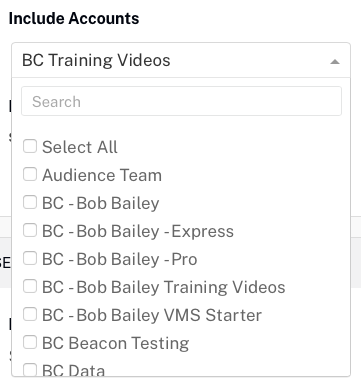 Include Accounts
BC Training Videos
Search
Select All
Audience Team
BC - Bob Bailey
BC - Bob Bailey - Express
BC - Bob Bailey - Pro
BC - Bob Bailey Training Videos
BC - Bob Bailey VMS Starter
BC Beacon Testing
BC Data